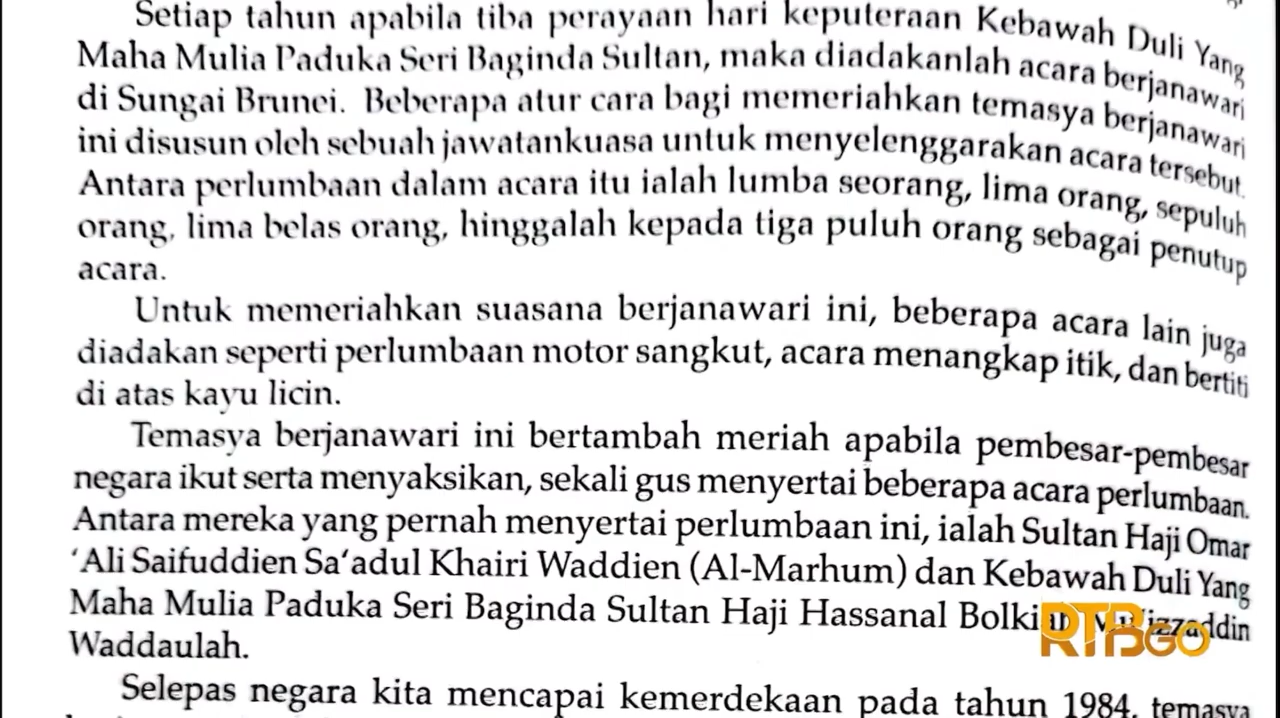 Setiap tahun apabila tiba perayaan hari keputeraan Kebawah Duli Yang
Maha Mulia Paduka Seri Baginda Sultan, maka diadakanlah acara berjanawari
di Sungai Brunei. Beberapa atur cara bagi memeriahkan temasya berjanawari
ini disusun oleh sebuah jawatankuasa untuk menyelenggarakan acara tersebut.
Antara perlumbaan dalam acara itu ialah lumba seorang, lima orang, sepuluh
orang, lima belas orang, hinggalah kepada tiga puluh orang sebagai penutup
acara.
Untuk memeriahkan suasana berjanawari ini, beberapa acara lain juga
diadakan seperti perlumbaan motor sangkut, acara menangkap itik, dan bertiti
di atas kayu licin.
Temasya berjanawari ini bertambah meriah apabila pembesar-pembesar
negara ikut serta menyaksikan, sekali gus menyertai beberapa acara perlumbaan.
Antara mereka yang pernah menyertai perlumbaan ini, ialah Sultan Haji Omar
'Ali Saifuddien Sa'adul Khairi Waddien (Al-Marhum) dan Kebawah Duli Yang
Maha Mulia Paduka Seri Baginda Sultan Haji Hassanal Bolkiah
Waddaulah.
RTBGO
Selepas negara kita mencapai kemerdekaan pada tahun 1984, temasya